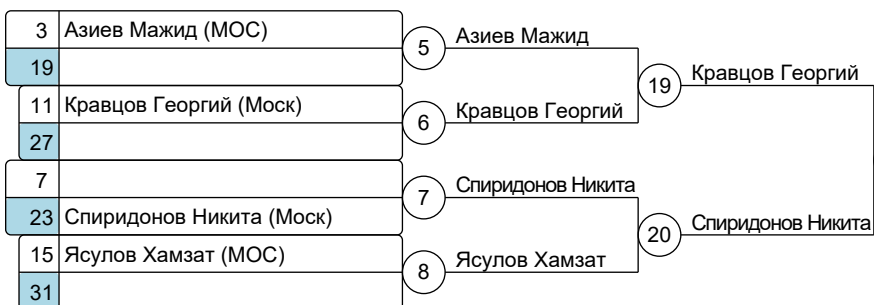 3 Азиев Мажид (МОС)
19
11 Кравцов Георгий (Моск)
27
7
23 Спиридонов Никита (Моск)
15 Ясулов Хамзат (МОС)
31
5 Азиев Мажид
6 Кравцов Георгий
7 Спиридонов Никита
8 Ясулов Хамзат
19 Кравцов Георгий
20 Спиридонов Никита